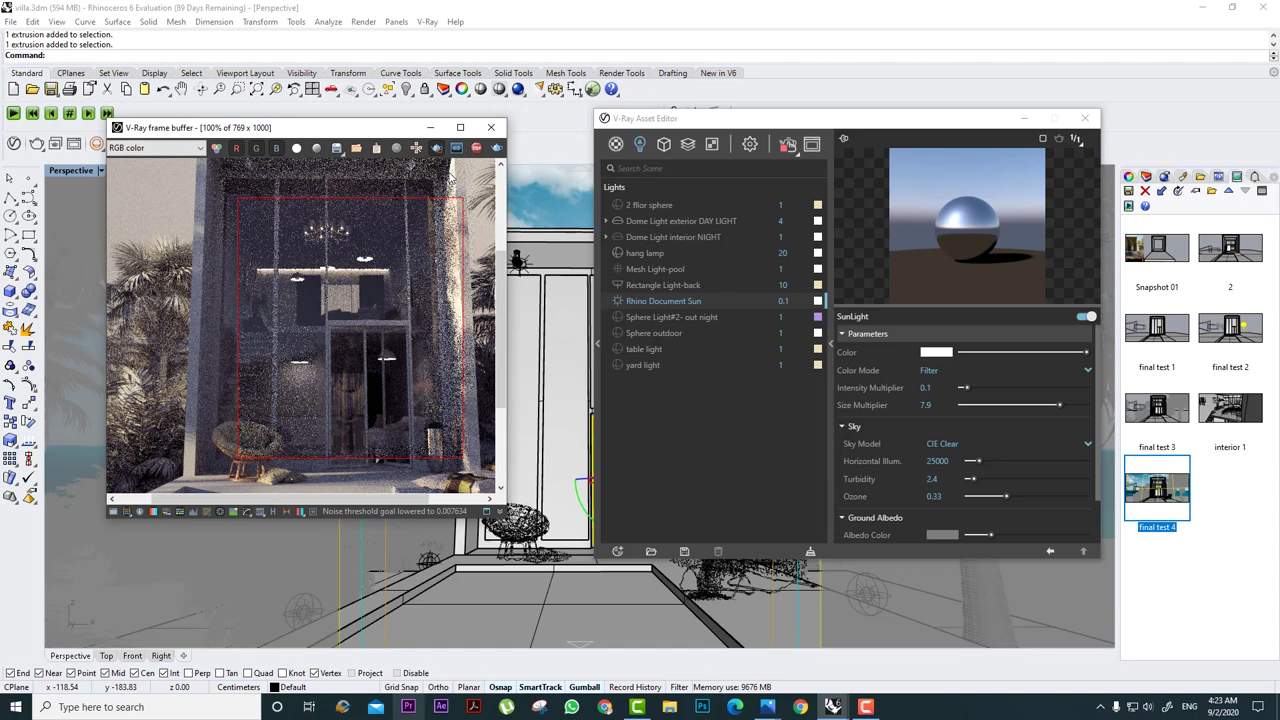 villa.3dm (594 MB) - Rhinoceros 6 Evaluation (89 Days Remaining) - [Perspective]
File Edit View Curve Surface Solid Mesh Dimension Transform Tools Analyze Render Panels V-Ray Help
1 extrusion added to selection.
1 extrusion added to selection.
Command:
Standard CPlanes Set View Display Select Viewport Layout Visibility Transform Curve Tools Surface Tools Solid Tools Mesh Tools Render Tools Drafting New in V6
V-Ray frame buffer - [100% of 769 x 1000]
RGB color
R G B
STOP
Noise threshold goal lowered to 0.007634
Perspective
V-Ray Asset Editor
1/1
Search Scene
Lights
2 fllor sphere 1
Dome Light exterior DAY LIGHT 4
Dome Light interior NIGHT 1
hang lamp 20
Mesh Light-pool 1
Rectangle Light-back 10
Rhino Document Sun 0.1
Sphere Light#2- out night 1
Sphere outdoor 1
table light 1
yard light 1
SunLight
Parameters
Color
Color Mode Filter
Intensity Multiplier 0.1
Size Multiplier 7.9
Sky
Sky Model CIE Clear
Horizontal Illum. 25000
Turbidity 2.4
Ozone 0.33
Ground Albedo
Albedo Color
Snapshot 01 2
final test 1 final test 2
final test 3 interior 1
final test 4
z
y
x
Perspective Top Front Right
End Near Point Mid Cen Int Perp Tan Quad Knot Vertex Project Disable
CPlane x -118.54 y -183.83 z 0.00 Centimeters Default Grid Snap Ortho Planar Osnap SmartTrack Gumball Record History Filter Memory use: 9676 MB
Type here to search
4:23 AM
9/2/2020